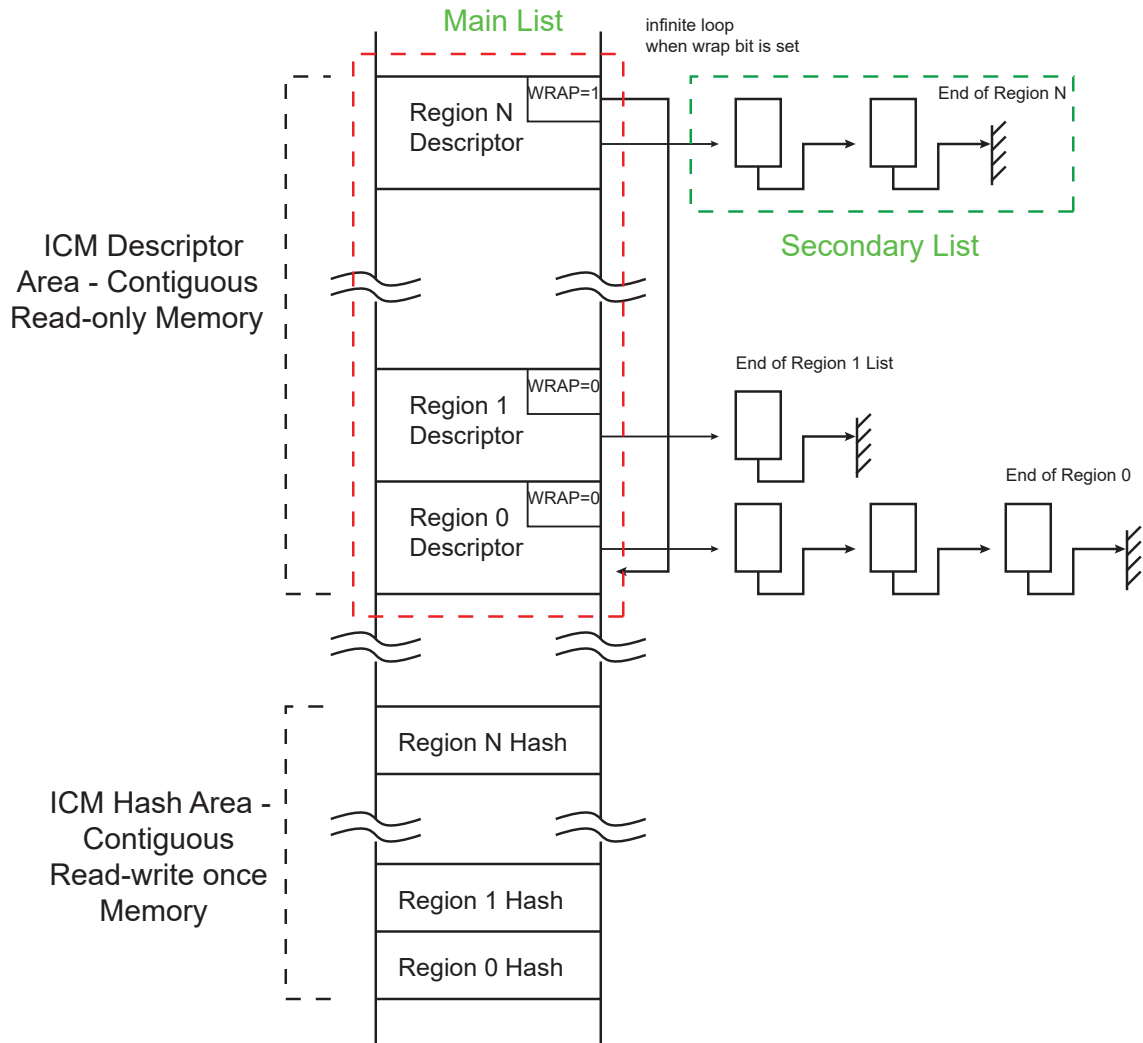 Main List
infinite loop
when wrap bit is set
WRAP=1
End of Region N
Region N
Descriptor
Secondary List
ICM Descriptor
Area - Contiguous
Read-only Memory
End of Region 1 List
WRAP=0
Region 1
Descriptor
End of Region 0
WRAP=0
Region 0
Descriptor
Region N Hash
ICM Hash Area -
Contiguous
Read-write once
Memory
Region 1 Hash
Region 0 Hash